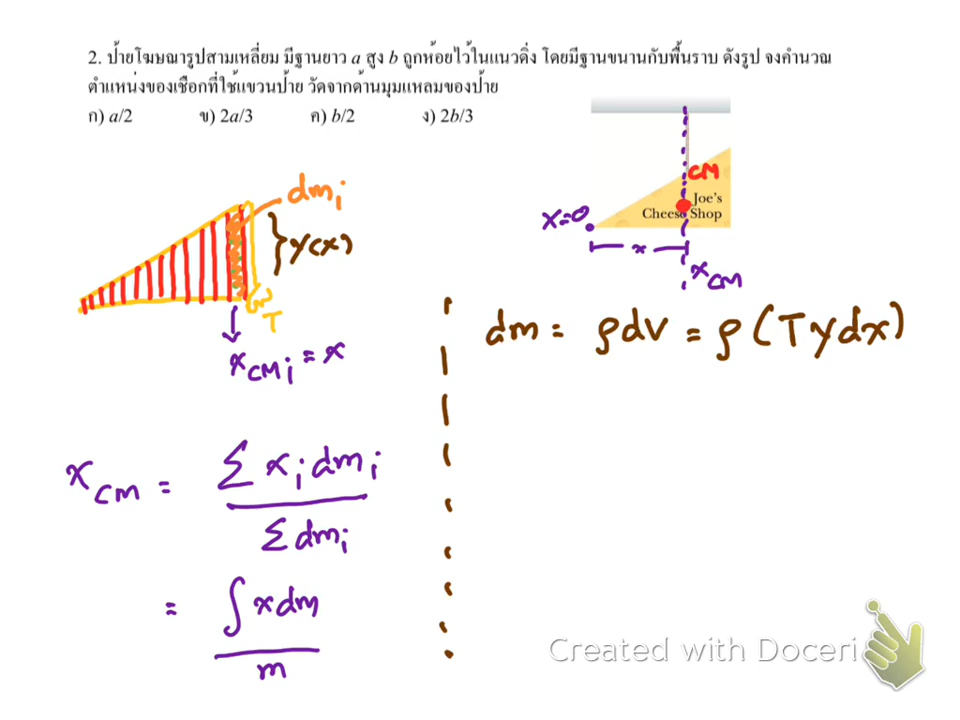 2. ป้ายโฆษณารูปสามเหลี่ยม มีฐานยาว a สูง b ถูกห้อยไว้ในแนวดิ่ง โดยมีฐานขนานกับพื้นราบ ดังรูป จงคำนวณ
ตำแหน่งของเชือกที่ใช้แขวนป้าย วัดจากด้านมุมแหลมของป้าย
ก) a/2 ข) 2a/3 ค) b/2 ง) 2b/3
CM
Joe's
Cheese Shop
x=0
x
x_CM
dm_i
y(x)
T
x_CM_i = x
dm = ρdV = ρ(Tydx)
x_CM = Σ x_i dm_i / Σ dm_i
= ∫ x dm / m
Created with Doceri